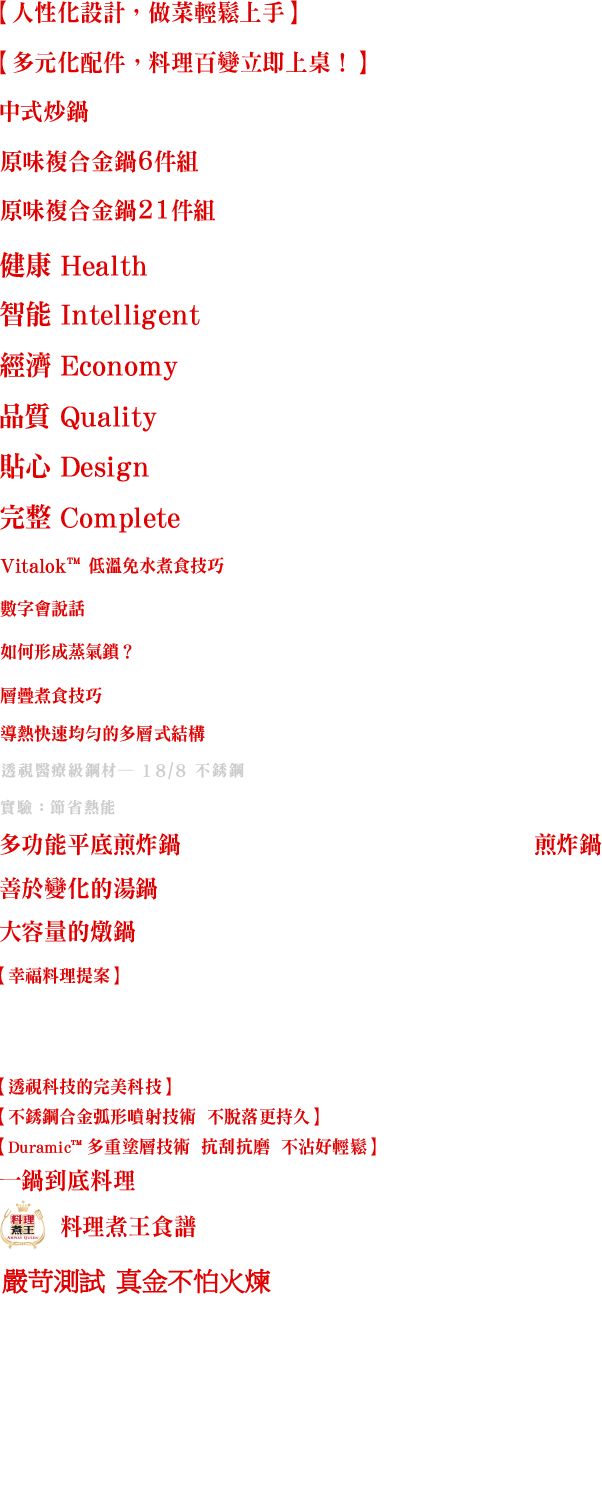 【人性化設計，做菜輕鬆上手】
【多元化配件，料理百變立即上桌！】
中式炒鍋
原味複合金鍋6件組
原味複合金鍋21件組
健康 Health
智能 Intelligent
經濟 Economy
品質 Quality
貼心 Design
完整 Complete
Vitalok™ 低溫免水煮食技巧
數字會說話
如何形成蒸氣鎖？
層疊煮食技巧
導熱快速均勻的多層式結構
透視醫療級鋼材— 18/8 不銹鋼
實驗：節省熱能
多功能平底煎炸鍋 煎炸鍋
善於變化的湯鍋
大容量的燉鍋
【幸福料理提案】
【透視科技的完美科技】
【不銹鋼合金弧形噴射技術 不脫落更持久】
【Duramic™ 多重塗層技術 抗刮抗磨 不沾好輕鬆】
一鍋到底料理
料理
煮王
料理煮王食譜
嚴苛測試 真金不怕火煉